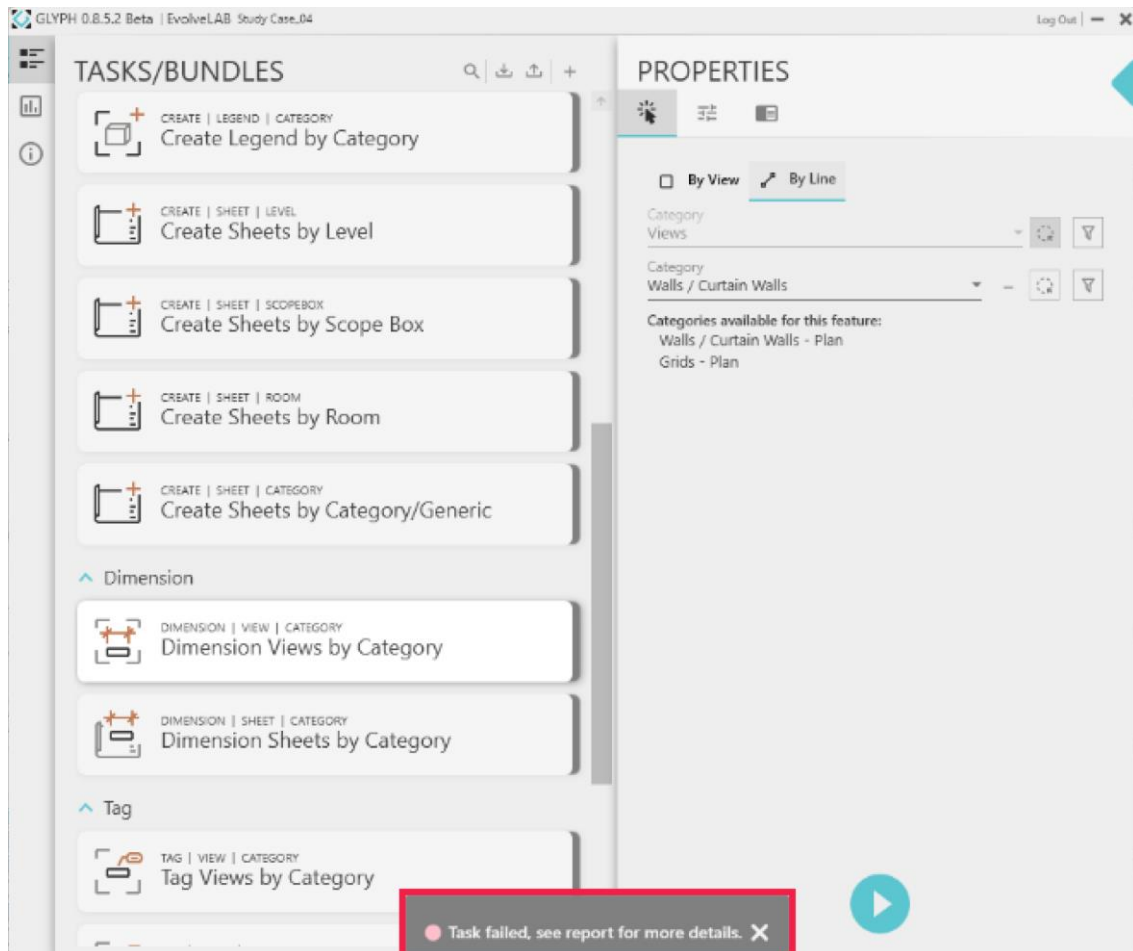 GLYPH 0.8.5.2 Beta | EvolveLAB Study Case_04
Log Out
TASKS/BUNDLES
CREATE | LEGEND | CATEGORY
Create Legend by Category
CREATE | SHEET | LEVEL
Create Sheets by Level
CREATE | SHEET | SCOPEBOX
Create Sheets by Scope Box
CREATE | SHEET | ROOM
Create Sheets by Room
CREATE | SHEET | CATEGORY
Create Sheets by Category/Generic
Dimension
DIMENSION | VIEW | CATEGORY
Dimension Views by Category
DIMENSION | SHEET | CATEGORY
Dimension Sheets by Category
Tag
TAG | VIEW | CATEGORY
Tag Views by Category
PROPERTIES
By View By Line
Category
Views
Category
Walls / Curtain Walls
Categories available for this feature:
Walls / Curtain Walls - Plan
Grids - Plan
Task failed, see report for more details.